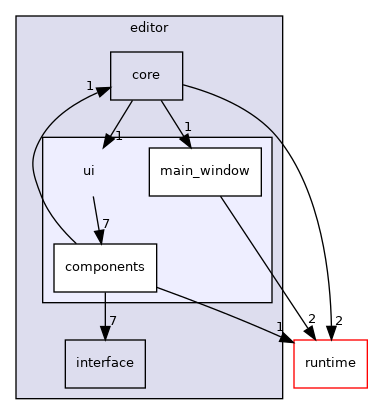 editor
core
1
1
1
ui
main_window
7
components
7
1
2
2
interface
runtime